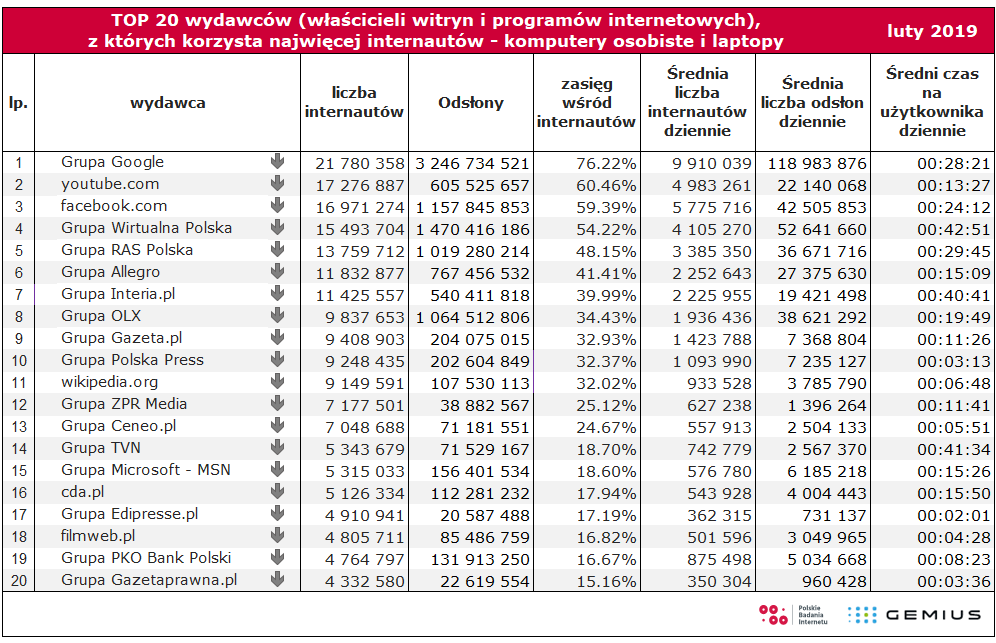 TOP 20 wydawców (właścicieli witryn i programów internetowych),
z których korzysta najwięcej internautów - komputery osobiste i laptopy
luty 2019
lp. wydawca liczba internautów Odsłony zasięg wśród internautów Średnia liczba internautów dziennie Średnia liczba odsłon dziennie Średni czas na użytkownika dziennie
1 Grupa Google 21 780 358 3 246 734 521 76.22% 9 910 039 118 983 876 00:28:21
2 youtube.com 17 276 887 605 525 657 60.46% 4 983 261 22 140 068 00:13:27
3 facebook.com 16 971 274 1 157 845 853 59.39% 5 775 716 42 505 853 00:24:12
4 Grupa Wirtualna Polska 15 493 704 1 470 416 186 54.22% 4 105 270 52 641 660 00:42:51
5 Grupa RAS Polska 13 759 712 1 019 280 214 48.15% 3 385 350 36 671 716 00:29:45
6 Grupa Allegro 11 832 877 767 456 532 41.41% 2 252 643 27 375 630 00:15:09
7 Grupa Interia.pl 11 425 557 540 411 818 39.99% 2 225 955 19 421 498 00:40:41
8 Grupa OLX 9 837 653 1 064 512 806 34.43% 1 936 436 38 621 292 00:19:49
9 Grupa Gazeta.pl 9 408 903 204 075 015 32.93% 1 423 788 7 368 804 00:11:26
10 Grupa Polska Press 9 248 435 202 604 849 32.37% 1 093 990 7 235 127 00:03:13
11 wikipedia.org 9 149 591 107 530 113 32.02% 933 528 3 785 790 00:06:48
12 Grupa ZPR Media 7 177 501 38 882 567 25.12% 627 238 1 396 264 00:11:41
13 Grupa Ceneo.pl 7 048 688 71 181 551 24.67% 557 913 2 504 133 00:05:51
14 Grupa TVN 5 343 679 71 529 167 18.70% 742 779 2 567 370 00:41:34
15 Grupa Microsoft - MSN 5 315 033 156 401 534 18.60% 576 780 6 185 218 00:15:26
16 cda.pl 5 126 334 112 281 232 17.94% 543 928 4 004 443 00:15:50
17 Grupa Edipresse.pl 4 910 941 20 587 488 17.19% 362 315 731 137 00:02:01
18 filmweb.pl 4 805 711 85 486 759 16.82% 501 596 3 049 965 00:04:28
19 Grupa PKO Bank Polski 4 764 797 131 913 250 16.67% 875 498 5 034 668 00:08:23
20 Grupa Gazetaprawna.pl 4 332 580 22 619 554 15.16% 350 304 960 428 00:03:36
Polskie
Badania
Internetu
GEMIUS